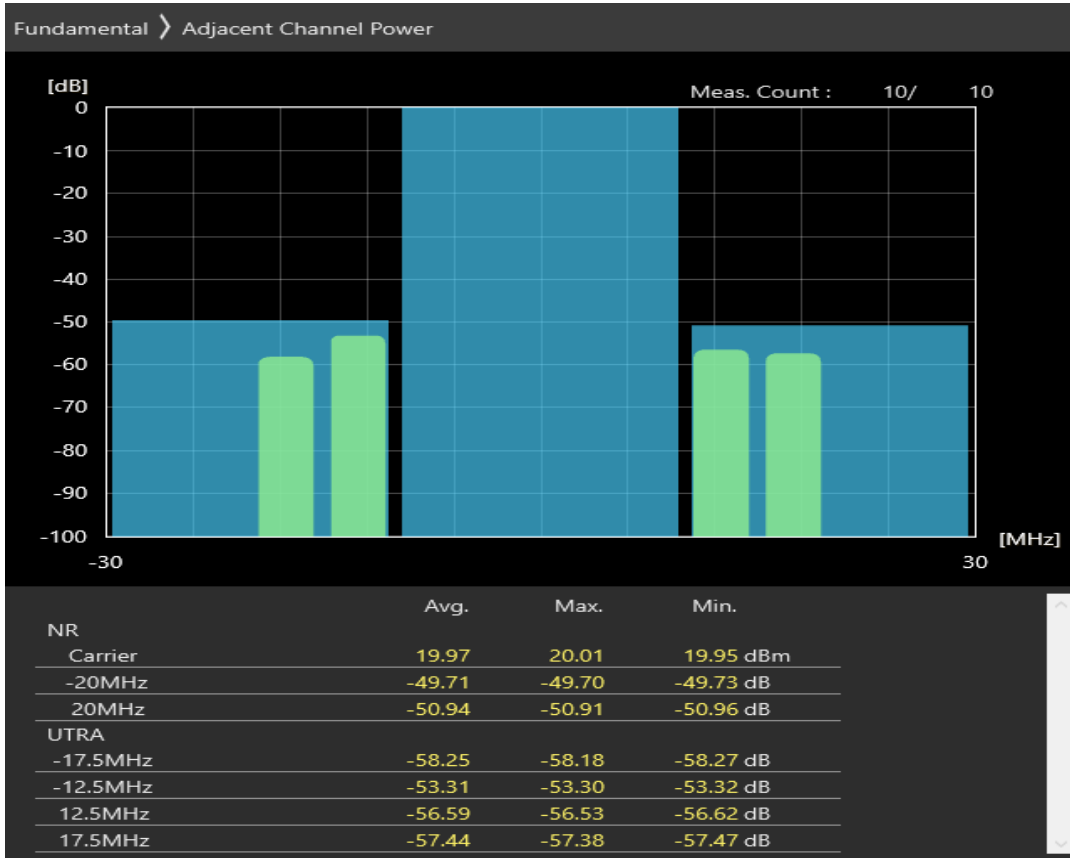 Fundamental 〉 Adjacent Channel Power
[dB]
Meas. Count : 10/ 10
0
-10
-20
-30
-40
-50
-60
-70
-80
-90
-100
[MHz]
-30 30
Avg. Max. Min.
NR
Carrier 19.97 20.01 19.95 dBm
-20MHz -49.71 -49.70 -49.73 dB
20MHz -50.94 -50.91 -50.96 dB
UTRA
-17.5MHz -58.25 -58.18 -58.27 dB
-12.5MHz -53.31 -53.30 -53.32 dB
12.5MHz -56.59 -56.53 -56.62 dB
17.5MHz -57.44 -57.38 -57.47 dB